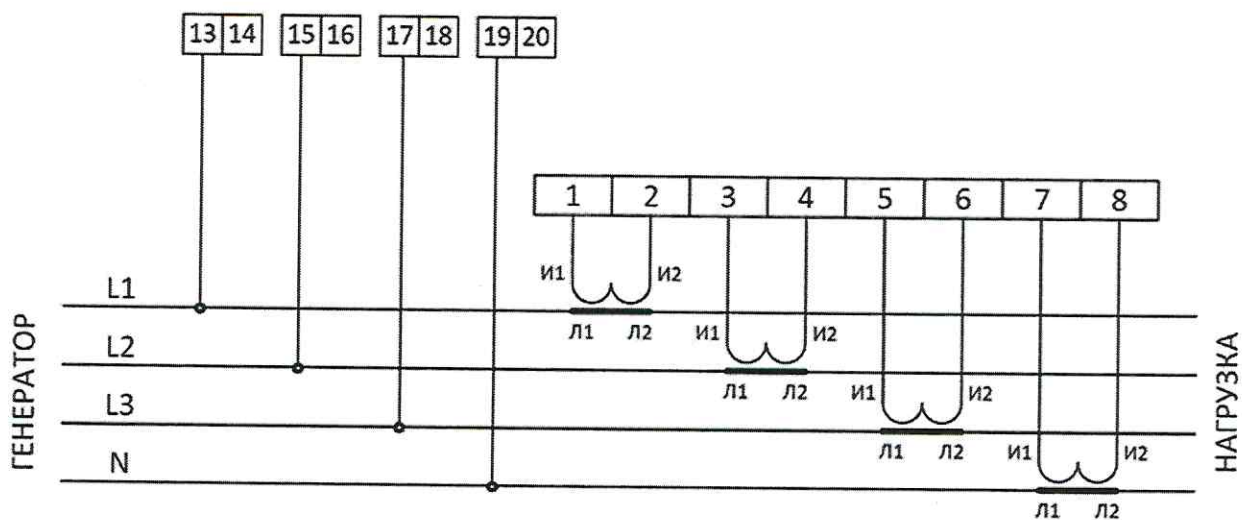 13 14 15 16 17 18 19 20
1 2 3 4 5 6 7 8
И1 И2
L1
Л1 Л2 И1 И2
L2
Л1 Л2 И1 И2
L3
Л1 Л2 И1 И2
N
Л1 Л2
ГЕНЕРАТОР
НАГРУЗКА